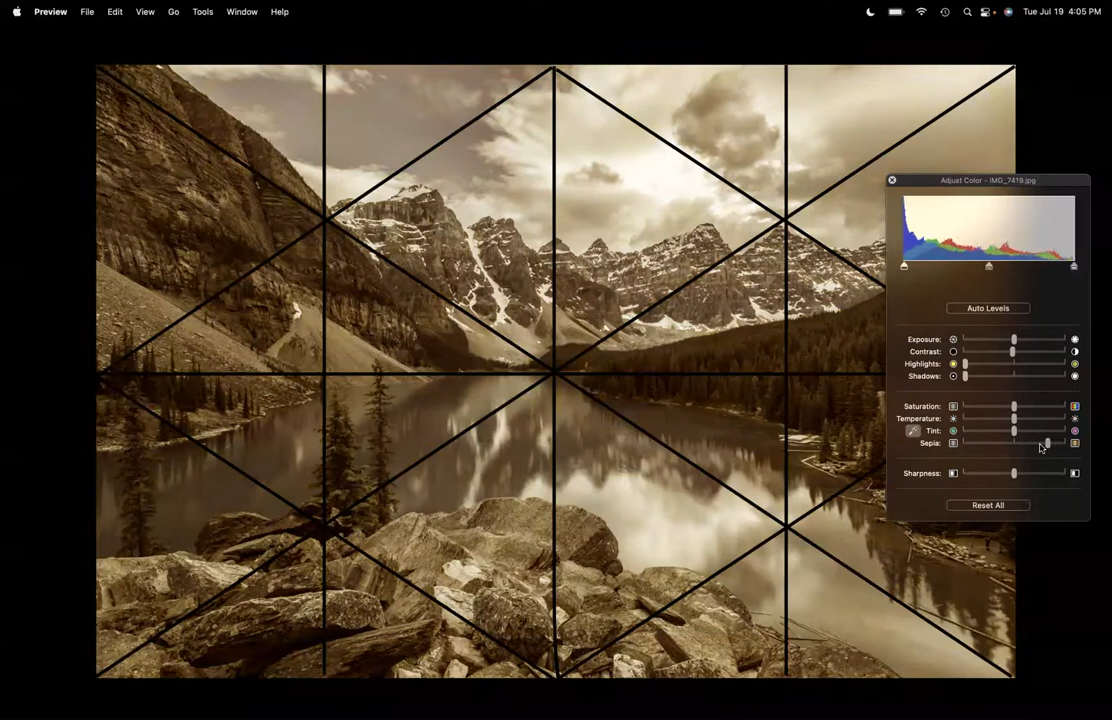 Preview File Edit View Go Tools Window Help Tue Jul 19 4:05 PM
Adjust Color - IMG_7419.jpg
Auto Levels
Exposure:
Contrast:
Highlights:
Shadows:
Saturation:
Temperature:
Tint:
Sepia:
Sharpness:
Reset All